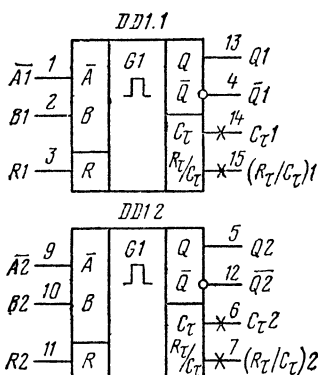 DD1.1
A̅1̅ 1 A̅ G1 Q 13 Q1
Q̅ 4 Q̅1
B1 2 B
Cτ 14 Cτ1
R1 3 R Rτ/Cτ 15 (Rτ/Cτ)1
DD1 2
A̅2̅ 9 A̅ G1 Q 5 Q2
Q̅ 12 Q̅2̅
B2 10 B
Cτ 6 Cτ2
R2 11 R Rτ/Cτ 7 (Rτ/Cτ)2